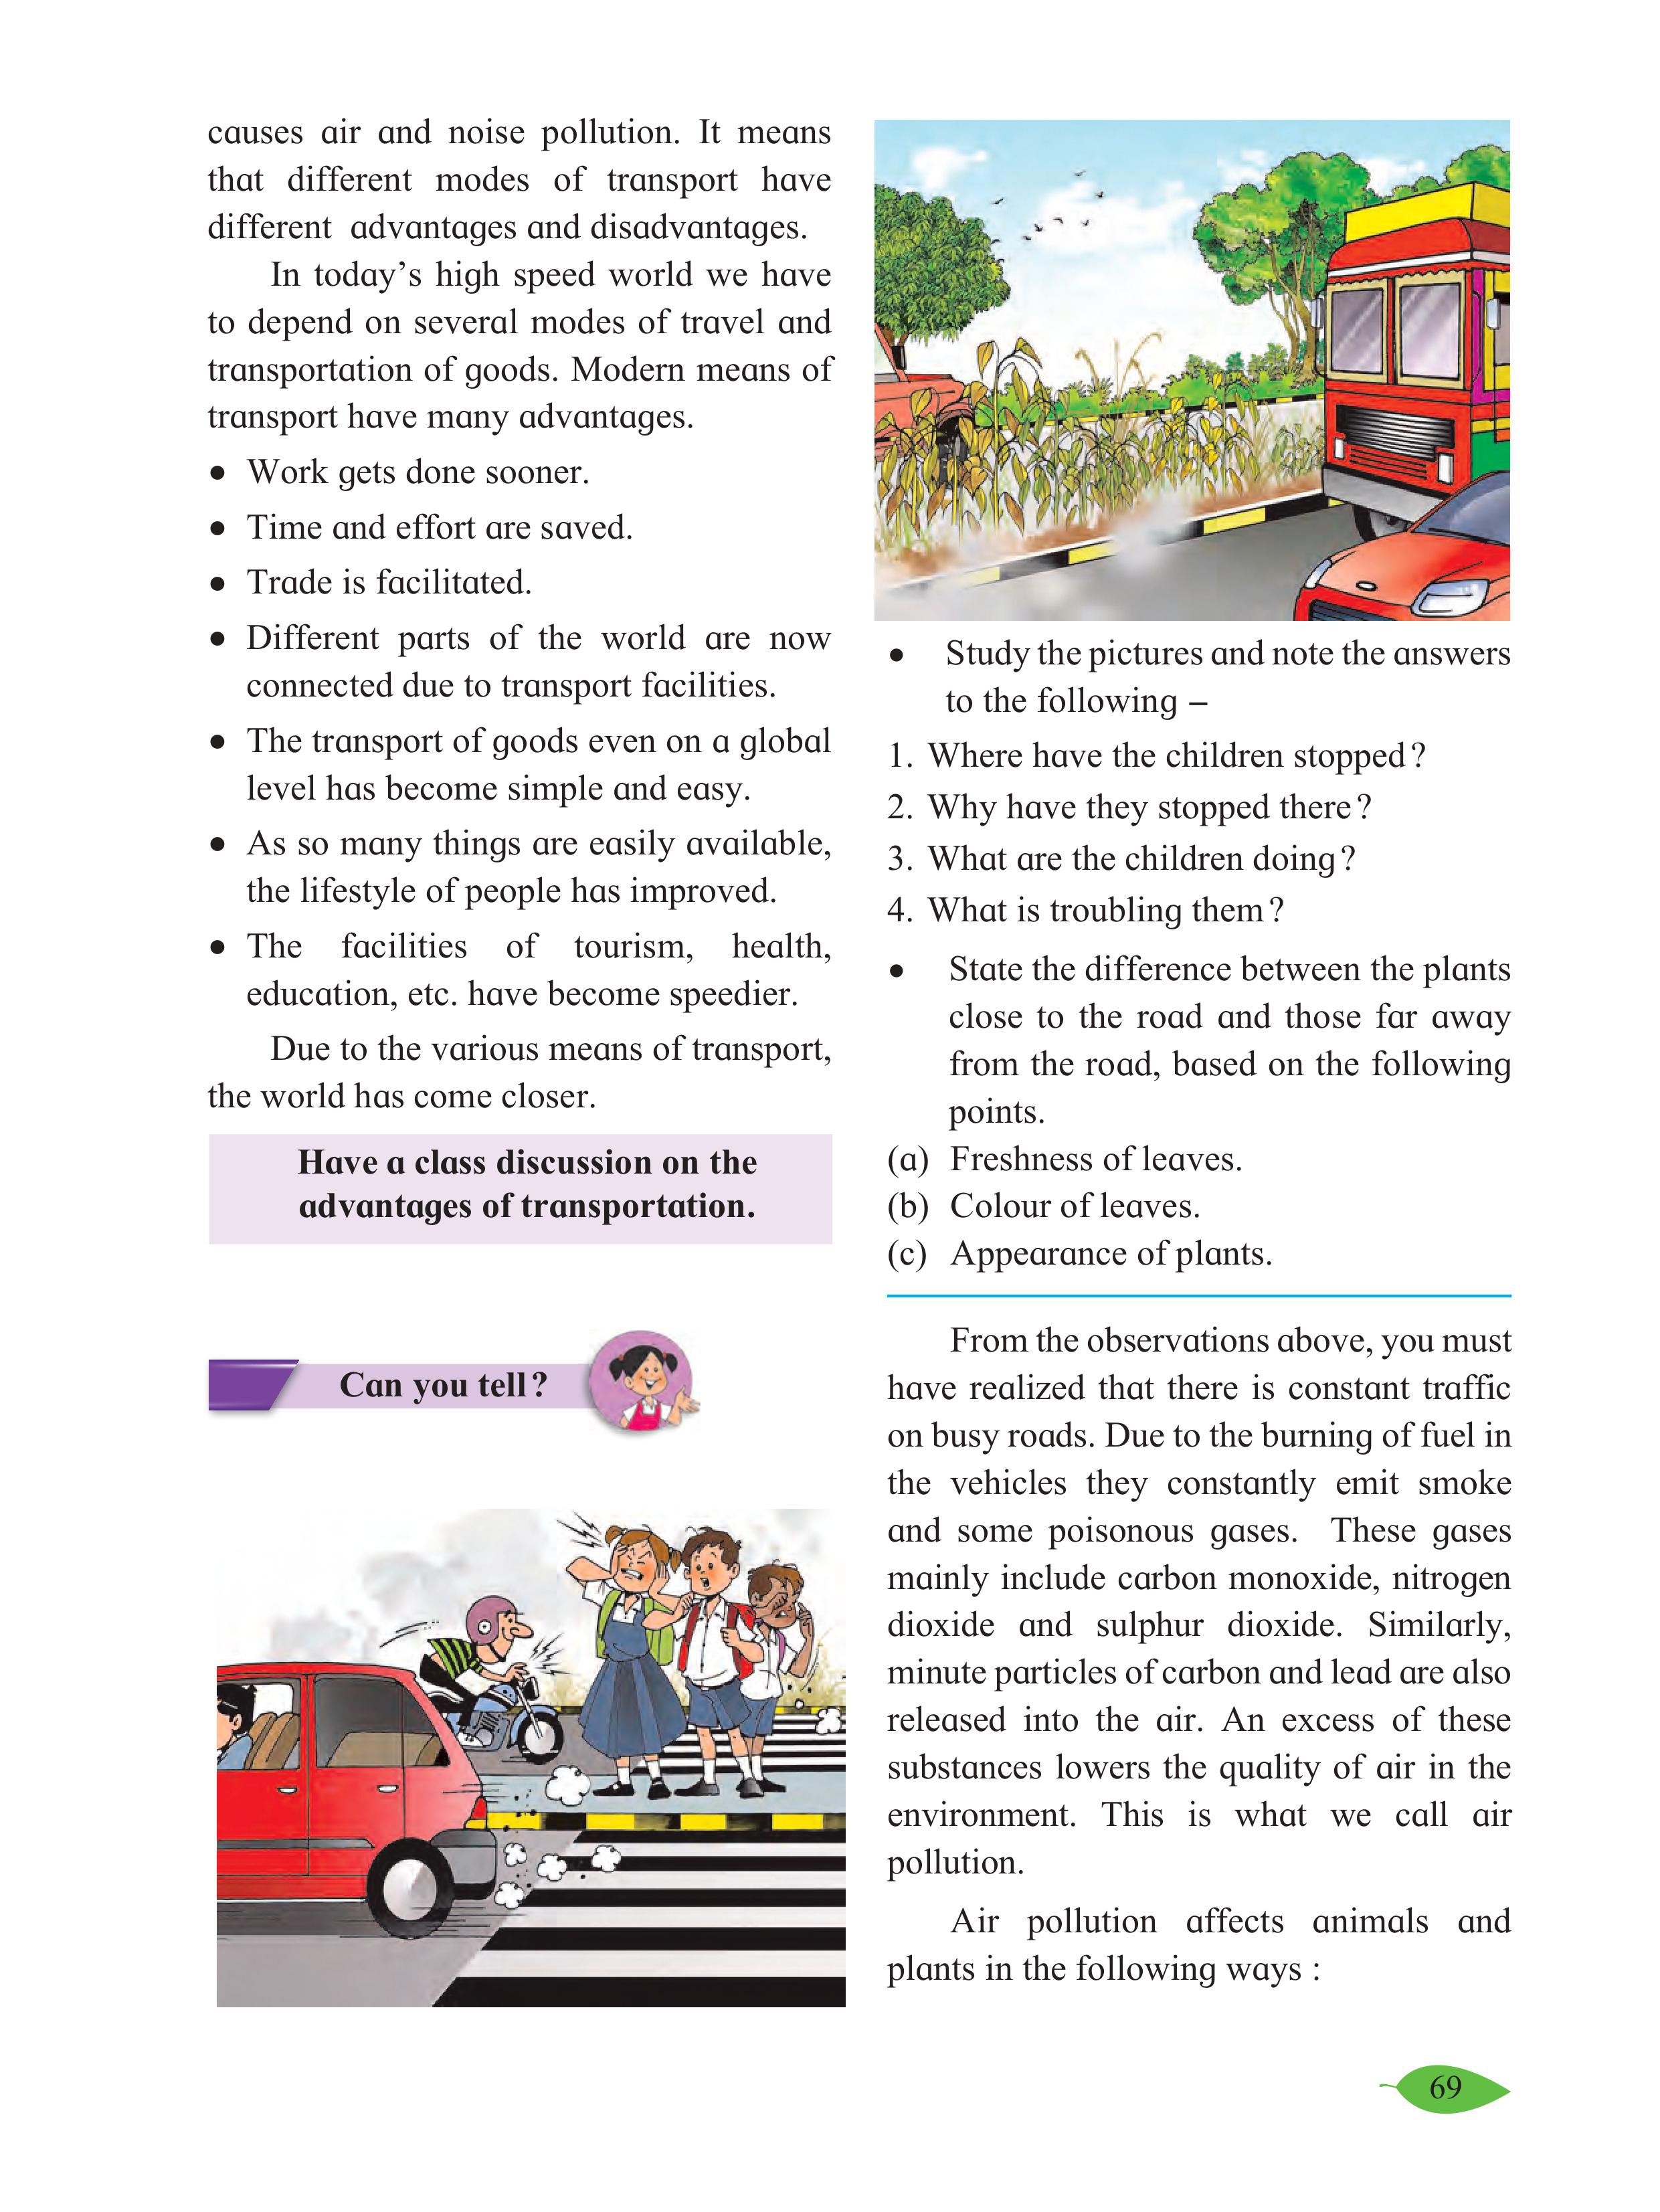 causes air and noise pollution. It means
that different modes of transport have
different advantages and disadvantages.
In today's high speed world we have
to depend on several modes of travel and
transportation of goods. Modern means of
transport have many advantages.
● Work gets done sooner.
● Time and effort are saved.
● Trade is facilitated.
● Different parts of the world are now
connected due to transport facilities.
● The transport of goods even on a global
level has become simple and easy.
● As so many things are easily available,
the lifestyle of people has improved.
● The facilities of tourism, health,
education, etc. have become speedier.
Due to the various means of transport,
the world has come closer.
Have a class discussion on the
advantages of transportation.
Can you tell?
● Study the pictures and note the answers
to the following –
1. Where have the children stopped?
2. Why have they stopped there?
3. What are the children doing?
4. What is troubling them?
● State the difference between the plants
close to the road and those far away
from the road, based on the following
points.
(a) Freshness of leaves.
(b) Colour of leaves.
(c) Appearance of plants.
From the observations above, you must
have realized that there is constant traffic
on busy roads. Due to the burning of fuel in
the vehicles they constantly emit smoke
and some poisonous gases. These gases
mainly include carbon monoxide, nitrogen
dioxide and sulphur dioxide. Similarly,
minute particles of carbon and lead are also
released into the air. An excess of these
substances lowers the quality of air in the
environment. This is what we call air
pollution.
Air pollution affects animals and
plants in the following ways :
69